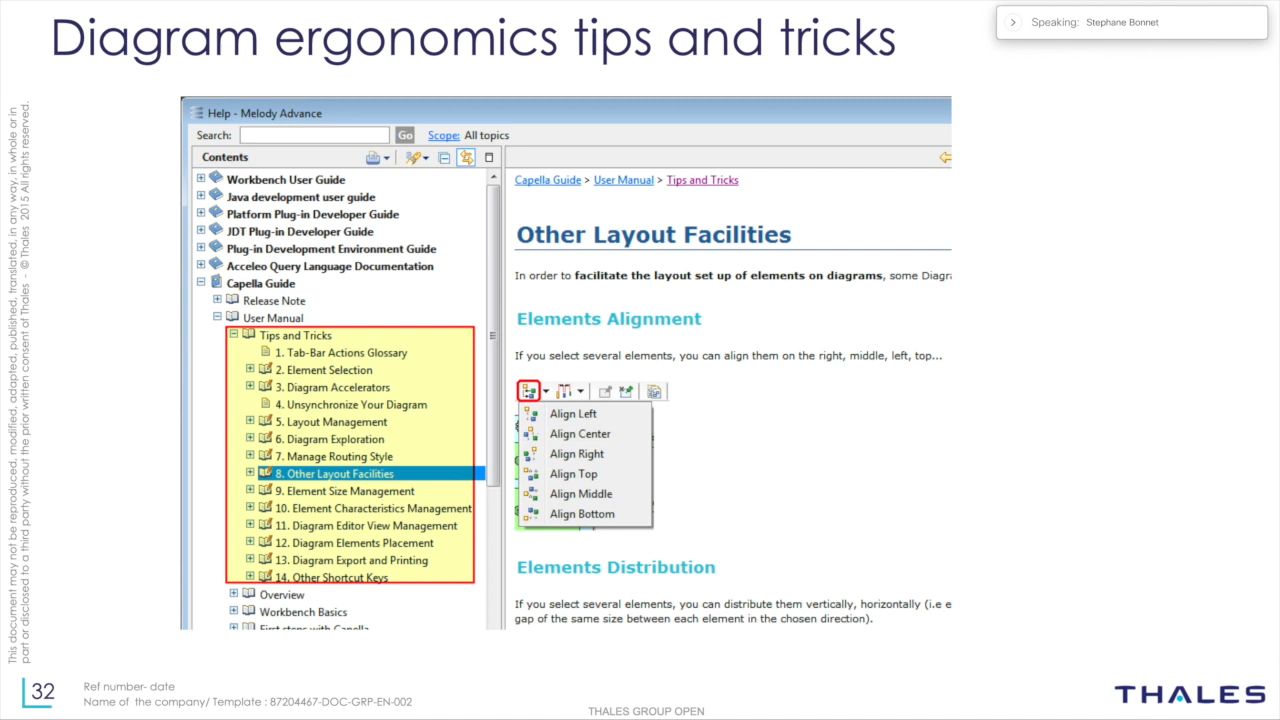 Diagram ergonomics tips and tricks
Speaking: Stephane Bonnet
This document may not be reproduced, modified, adapted, published, translated, in any way, in whole or in
part or disclosed to a third party without the prior written consent of Thales - © Thales 2015 All rights reserved.
Help - Melody Advance
Search:
Go
Scope: All topics
Contents
Workbench User Guide
Java development user guide
Platform Plug-in Developer Guide
JDT Plug-in Developer Guide
Plug-in Development Environment Guide
Acceleo Query Language Documentation
Capella Guide
Release Note
User Manual
Tips and Tricks
1. Tab-Bar Actions Glossary
2. Element Selection
3. Diagram Accelerators
4. Unsynchronize Your Diagram
5. Layout Management
6. Diagram Exploration
7. Manage Routing Style
8. Other Layout Facilities
9. Element Size Management
10. Element Characteristics Management
11. Diagram Editor View Management
12. Diagram Elements Placement
13. Diagram Export and Printing
14. Other Shortcut Keys
Overview
Workbench Basics
First steps with Capella
Capella Guide > User Manual > Tips and Tricks
Other Layout Facilities
In order to facilitate the layout set up of elements on diagrams, some Diagr
Elements Alignment
If you select several elements, you can align them on the right, middle, left, top...
Align Left
Align Center
Align Right
Align Top
Align Middle
Align Bottom
Elements Distribution
If you select several elements, you can distribute them vertically, horizontally (i.e e
gap of the same size between each element in the chosen direction).
32
Ref number- date
Name of the company/ Template : 87204467-DOC-GRP-EN-002
THALES GROUP OPEN
THALES